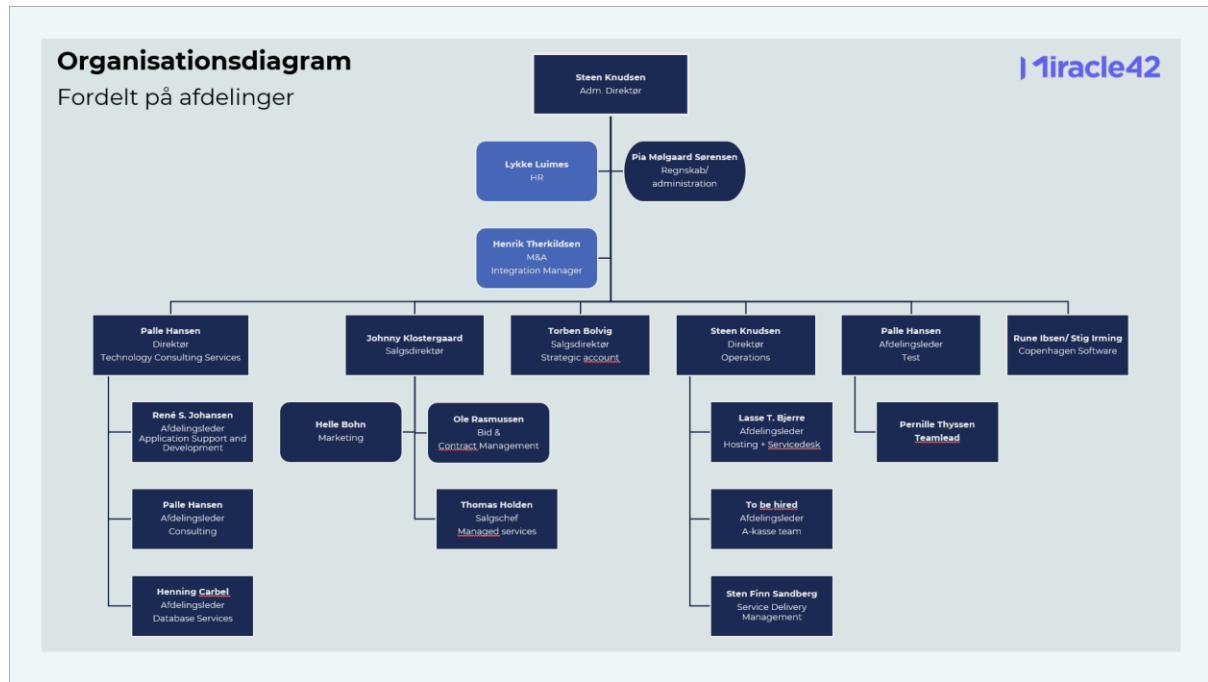 Organisationsdiagram
Fordelt på afdelinger
Miracle42
Steen Knudsen
Adm. Direktør
Lykke Luimes
HR
Pia Mølgaard Sørensen
Regnskab/
administration
Henrik Therkildsen
M&A
Integration Manager
Palle Hansen
Direktør
Technology Consulting Services
Johnny Klostergaard
Salgsdirektør
Torben Bolvig
Salgsdirektør
Strategic account
Steen Knudsen
Direktør
Operations
Palle Hansen
Afdelingsleder
Test
Rune Ibsen/ Stig Irming
Copenhagen Software
René S. Johansen
Afdelingsleder
Application Support and
Development
Palle Hansen
Afdelingsleder
Consulting
Henning Carbel
Afdelingsleder
Database Services
Helle Bohn
Marketing
Ole Rasmussen
Bid &
Contract Management
Thomas Holden
Salgschef
Managed services
Lasse T. Bjerre
Afdelingsleder
Hosting + Servicedesk
To be hired
Afdelingsleder
A-kasse team
Sten Finn Sandberg
Service Delivery
Management
Pernille Thyssen
Teamlead